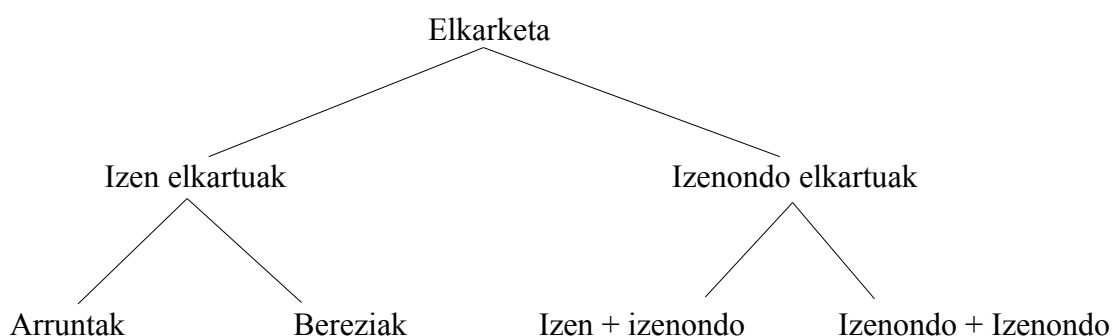 Elkarketa
Izen elkartuak Izenondo elkartuak
Arruntak Bereziak Izen + izenondo Izenondo + Izenondo